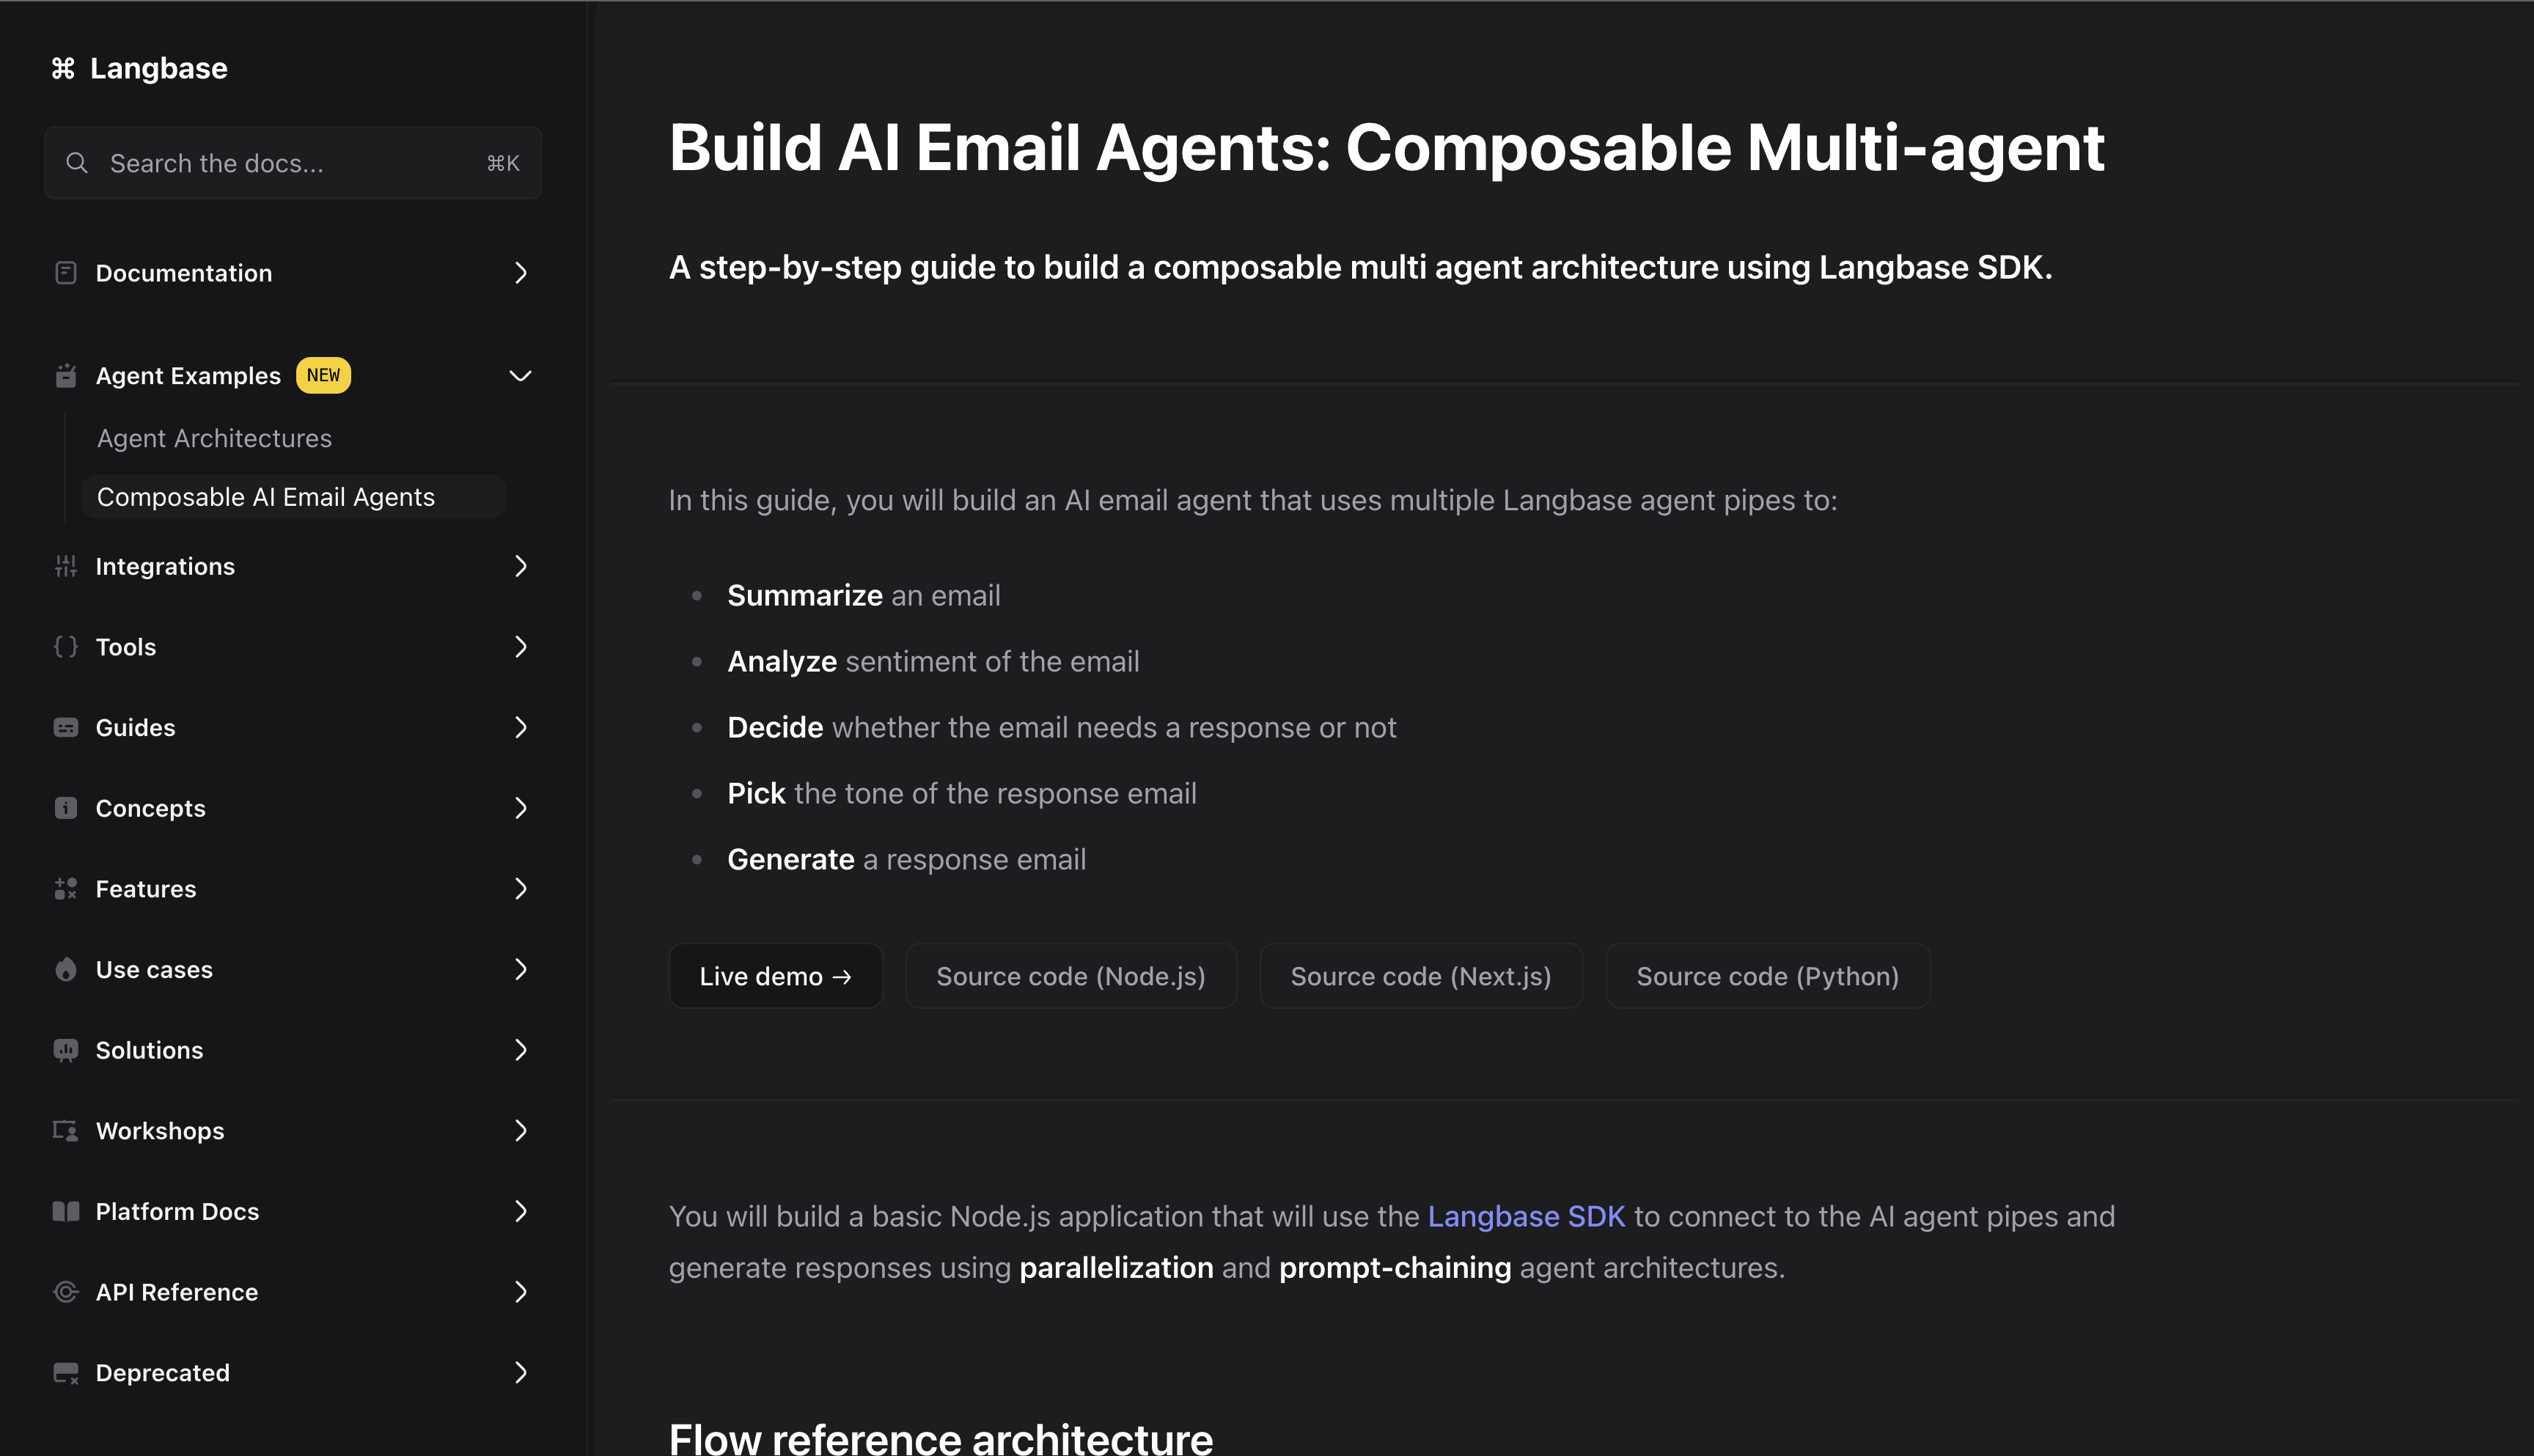 ⌘ Langbase
Search the docs... ⌘K
Documentation
Agent Examples NEW
Agent Architectures
Composable AI Email Agents
Integrations
Tools
Guides
Concepts
Features
Use cases
Solutions
Workshops
Platform Docs
API Reference
Deprecated
Build AI Email Agents: Composable Multi-agent
A step-by-step guide to build a composable multi agent architecture using Langbase SDK.
In this guide, you will build an AI email agent that uses multiple Langbase agent pipes to:
• Summarize an email
• Analyze sentiment of the email
• Decide whether the email needs a response or not
• Pick the tone of the response email
• Generate a response email
Live demo → Source code (Node.js) Source code (Next.js) Source code (Python)
You will build a basic Node.js application that will use the Langbase SDK to connect to the AI agent pipes and
generate responses using parallelization and prompt-chaining agent architectures.
Flow reference architecture